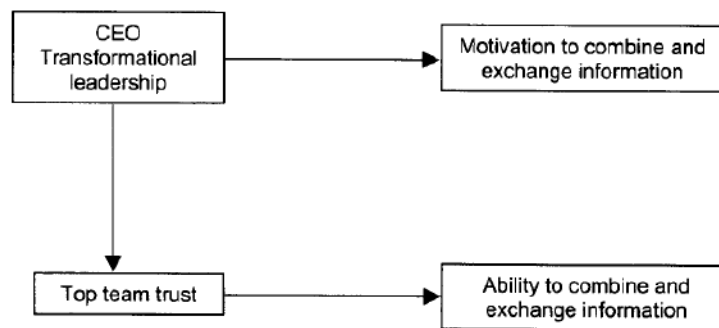 CEO
Transformational
leadership
Motivation to combine and
exchange information
Top team trust
Ability to combine and
exchange information